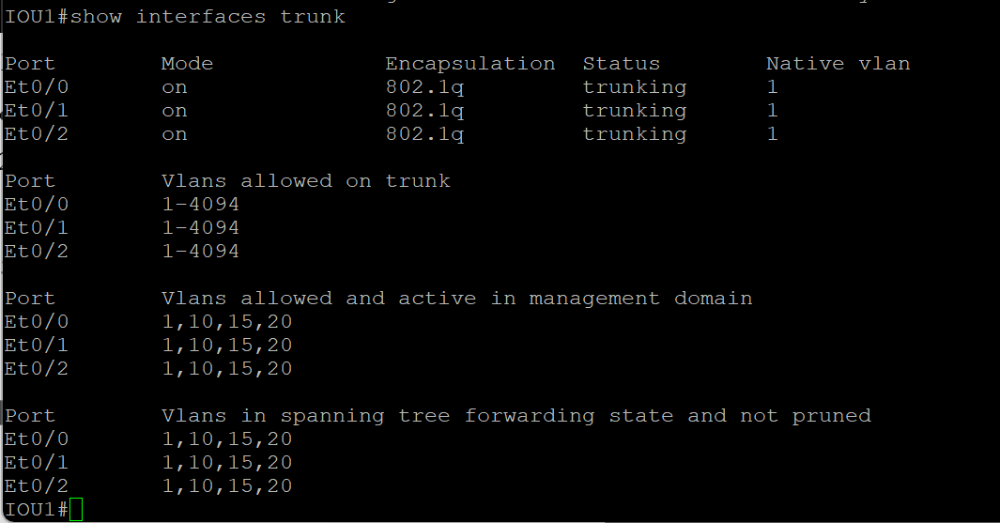 IOU1#show interfaces trunk
Port Mode Encapsulation Status Native vlan
Et0/0 on 802.1q trunking 1
Et0/1 on 802.1q trunking 1
Et0/2 on 802.1q trunking 1
Port Vlans allowed on trunk
Et0/0 1-4094
Et0/1 1-4094
Et0/2 1-4094
Port Vlans allowed and active in management domain
Et0/0 1,10,15,20
Et0/1 1,10,15,20
Et0/2 1,10,15,20
Port Vlans in spanning tree forwarding state and not pruned
Et0/0 1,10,15,20
Et0/1 1,10,15,20
Et0/2 1,10,15,20
IOU1#